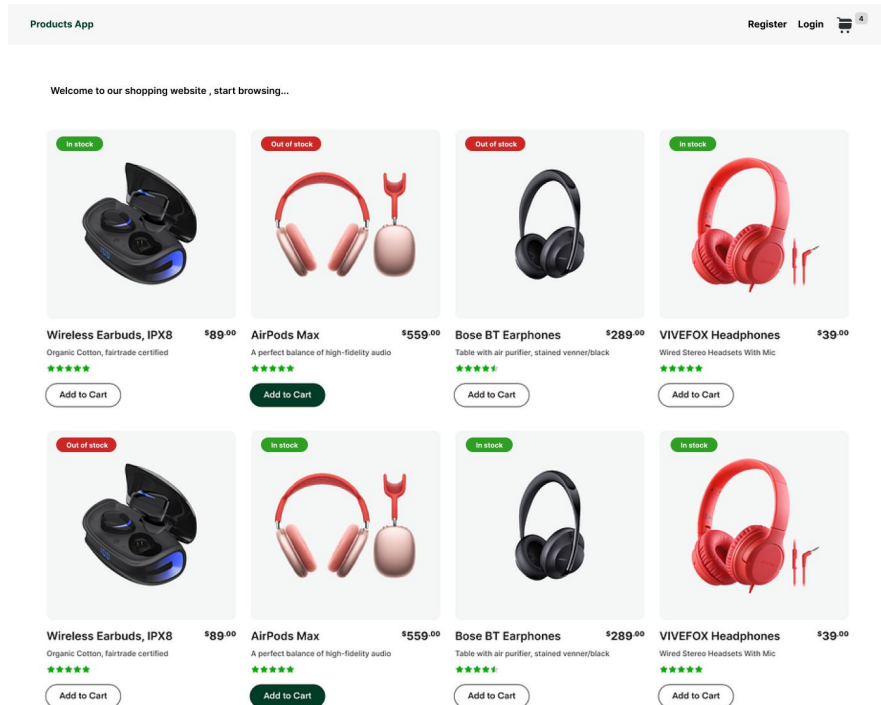 Products App Register Login 4
Welcome to our shopping website , start browsing...
In stock Out of stock Out of stock In stock
Wireless Earbuds, IPX8 $89.00 AirPods Max $559.00 Bose BT Earphones $289.00 VIVEFOX Headphones $39.00
Organic Cotton, fairtrade certified A perfect balance of high-fidelity audio Table with air purifier, stained venner/black Wired Stereo Headsets With Mic
Add to Cart Add to Cart Add to Cart Add to Cart
Out of stock In stock In stock In stock
Wireless Earbuds, IPX8 $89.00 AirPods Max $559.00 Bose BT Earphones $289.00 VIVEFOX Headphones $39.00
Organic Cotton, fairtrade certified A perfect balance of high-fidelity audio Table with air purifier, stained venner/black Wired Stereo Headsets With Mic
Add to Cart Add to Cart Add to Cart Add to Cart